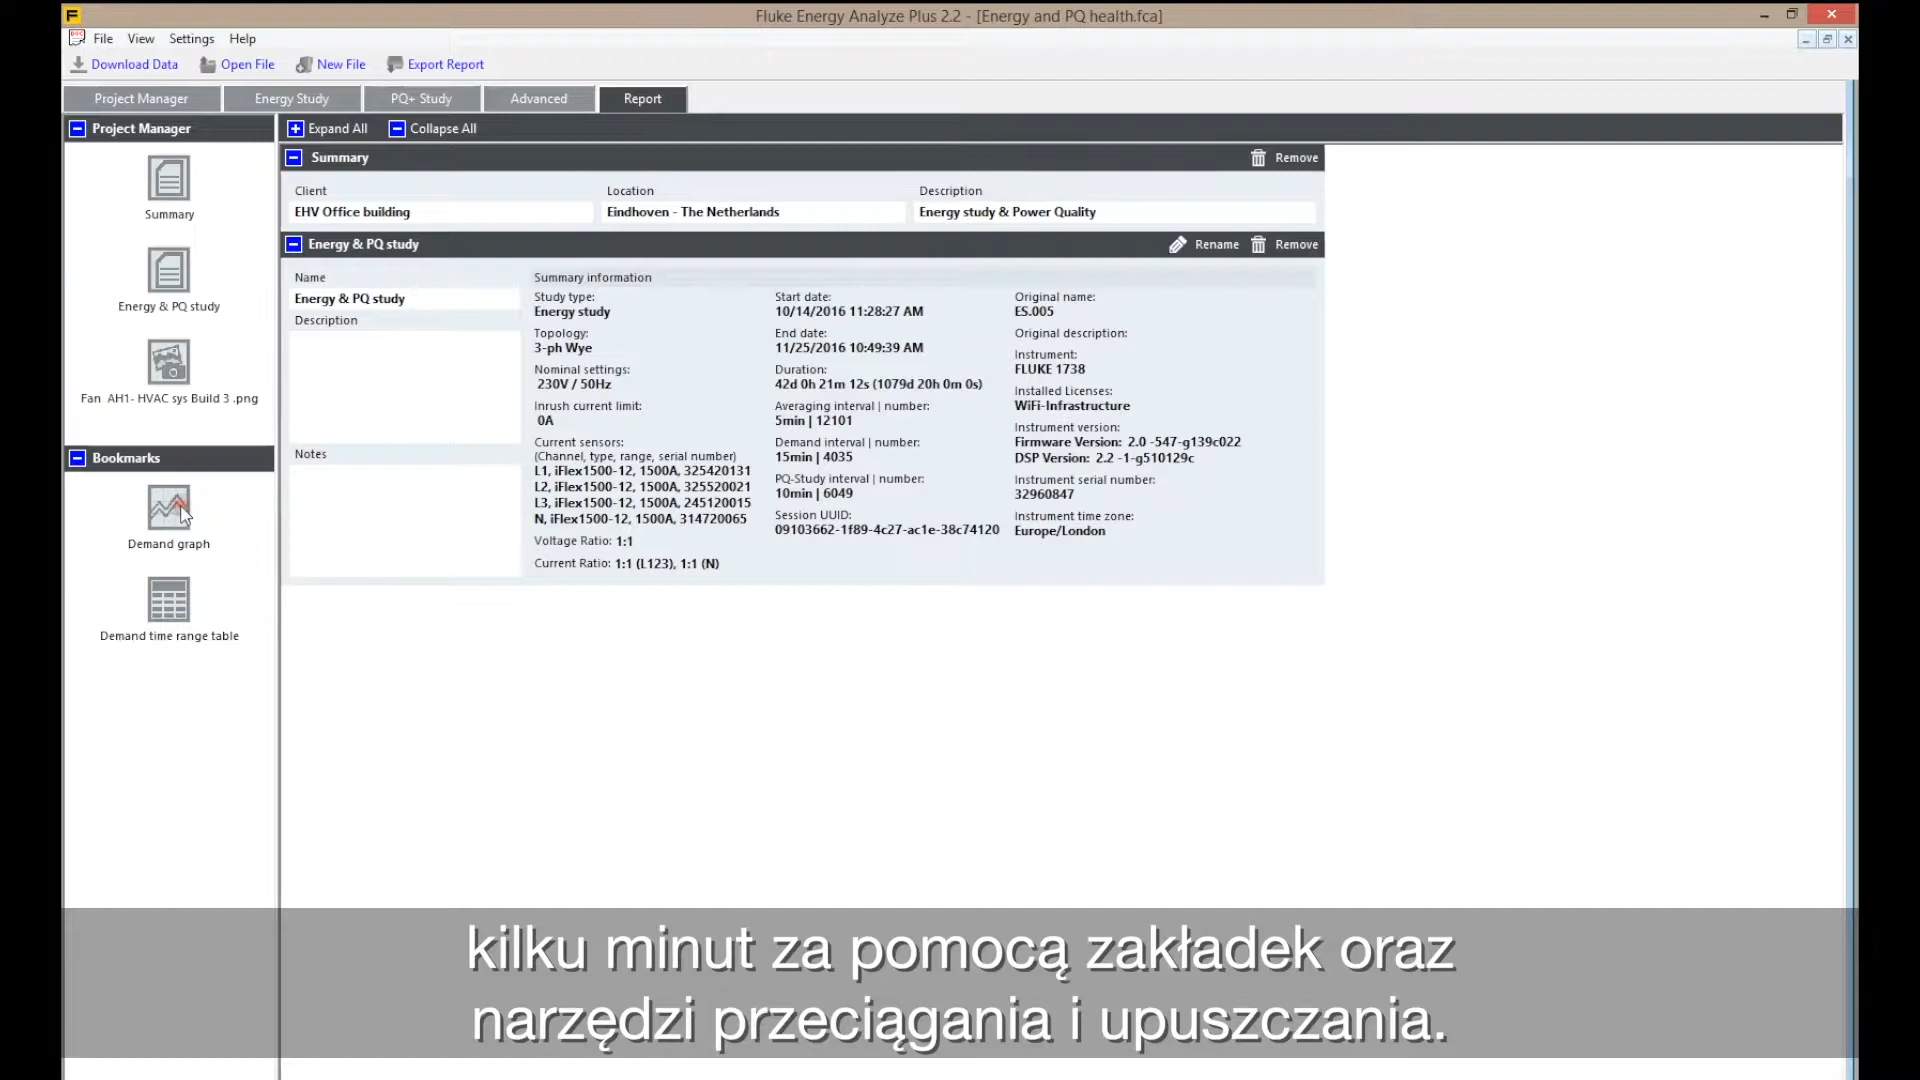 Fluke Energy Analyze Plus 2.2 - [Energy and PQ health.fca]
File View Settings Help
Download Data Open File New File Export Report
Project Manager Energy Study PQ+ Study Advanced Report
Project Manager
Expand All Collapse All
Summary
Energy & PQ study
Fan AH1- HVAC sys Build 3 .png
Bookmarks
Demand graph
Demand time range table
Summary Remove
Client Location Description
EHV Office building Eindhoven - The Netherlands Energy study & Power Quality
Energy & PQ study Rename Remove
Name
Energy & PQ study
Description
Notes
Summary information
Study type:
Energy study
Topology:
3-ph Wye
Nominal settings:
230V / 50Hz
Inrush current limit:
0A
Current sensors:
(Channel, type, range, serial number)
L1, iFlex1500-12, 1500A, 325420131
L2, iFlex1500-12, 1500A, 325520021
L3, iFlex1500-12, 1500A, 245120015
N, iFlex1500-12, 1500A, 314720065
Voltage Ratio: 1:1
Current Ratio: 1:1 (L123), 1:1 (N)
Start date:
10/14/2016 11:28:27 AM
End date:
11/25/2016 10:49:39 AM
Duration:
42d 0h 21m 12s (1079d 20h 0m 0s)
Averaging interval | number:
5min | 12101
Demand interval | number:
15min | 4035
PQ-Study interval | number:
10min | 6049
Session UUID:
09103662-1f89-4c27-ac1e-38c74120
Original name:
ES.005
Original description:
Instrument:
FLUKE 1738
Installed Licenses:
WiFi-Infrastructure
Instrument version:
Firmware Version: 2.0 -547-g139c022
DSP Version: 2.2 -1-g510129c
Instrument serial number:
32960847
Instrument time zone:
Europe/London
kilku minut za pomocą zakładek oraz
narzędzi przeciągania i upuszczania.